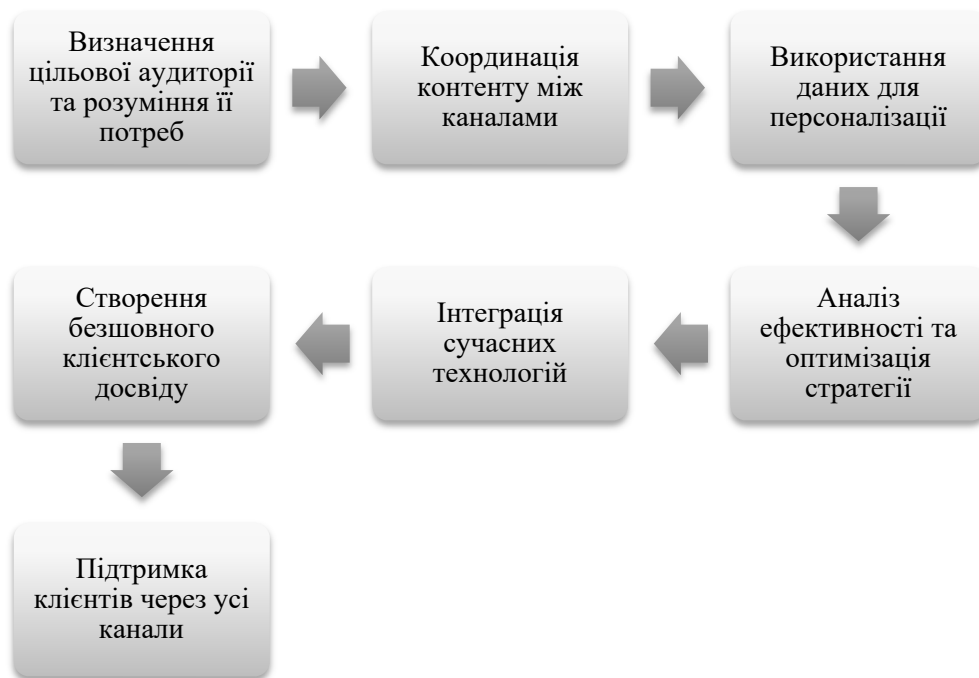 Визначення
цільової аудиторії
та розуміння її
потреб
Координація
контенту між
каналами
Використання
даних для
персоналізації
Аналіз
ефективності та
оптимізація
стратегії
Інтеграція
сучасних
технологій
Створення
безшовного
клієнтського
досвіду
Підтримка
клієнтів через усі
канали